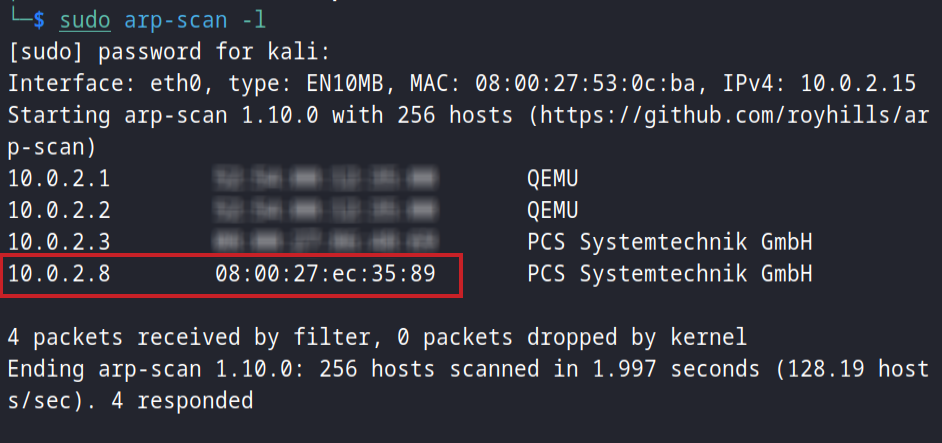 └─$ sudo arp-scan -l
[sudo] password for kali:
Interface: eth0, type: EN10MB, MAC: 08:00:27:53:0c:ba, IPv4: 10.0.2.15
Starting arp-scan 1.10.0 with 256 hosts (https://github.com/royhills/ar
p-scan)
10.0.2.1 QEMU
10.0.2.2 QEMU
10.0.2.3 PCS Systemtechnik GmbH
10.0.2.8 08:00:27:ec:35:89 PCS Systemtechnik GmbH
4 packets received by filter, 0 packets dropped by kernel
Ending arp-scan 1.10.0: 256 hosts scanned in 1.997 seconds (128.19 host
s/sec). 4 responded